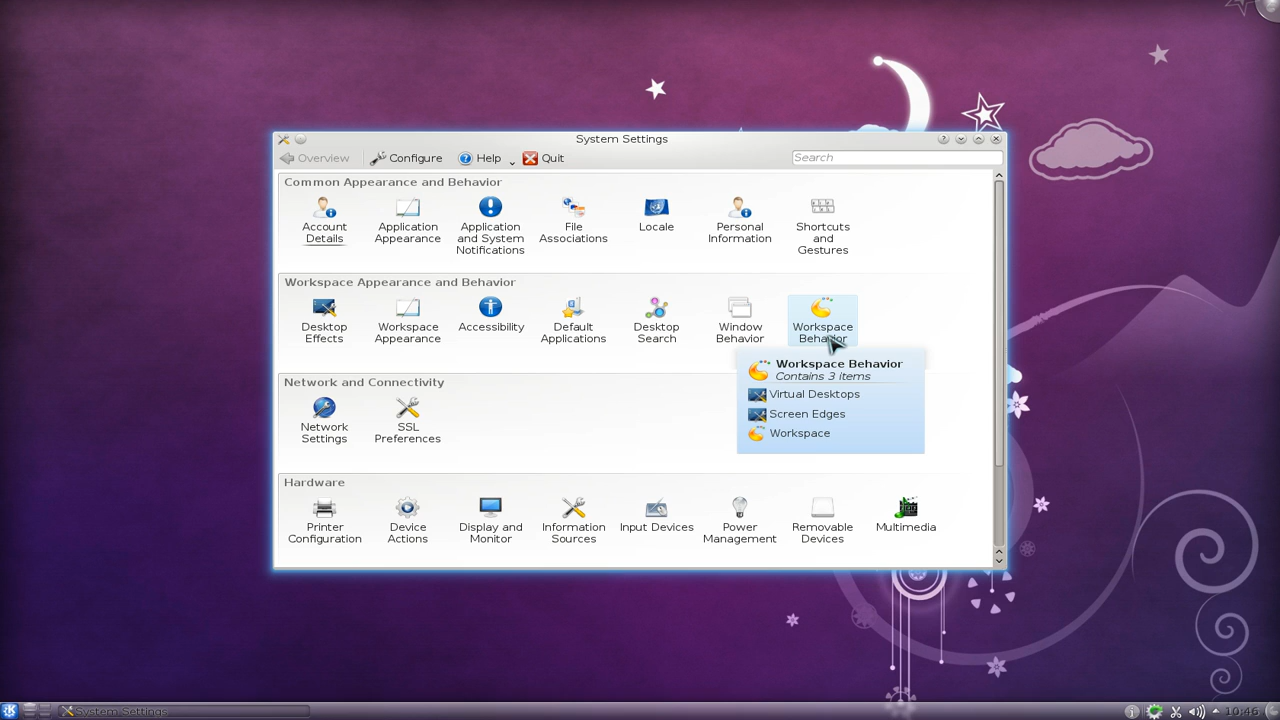 System Settings
Overview Configure Help Quit Search
Common Appearance and Behavior
Account Details
Application Appearance
Application and System Notifications
File Associations
Locale
Personal Information
Shortcuts and Gestures
Workspace Appearance and Behavior
Desktop Effects
Workspace Appearance
Accessibility
Default Applications
Desktop Search
Window Behavior
Workspace Behavior
Workspace Behavior
Contains 3 items
Virtual Desktops
Screen Edges
Workspace
Network and Connectivity
Network Settings
SSL Preferences
Hardware
Printer Configuration
Device Actions
Display and Monitor
Information Sources
Input Devices
Power Management
Removable Devices
Multimedia
System Settings
10:46